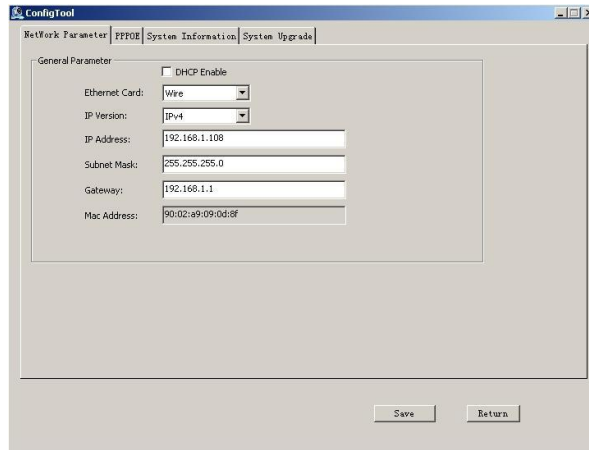 ConfigTool
NetWork Parameter PPPOE System Information System Upgrade
General Parameter
DHCP Enable
Ethernet Card: Wire
IP Version: IPv4
IP Address: 192.168.1.108
Subnet Mask: 255.255.255.0
Gateway: 192.168.1.1
Mac Address: 90:02:a9:09:0d:8f
Save Return